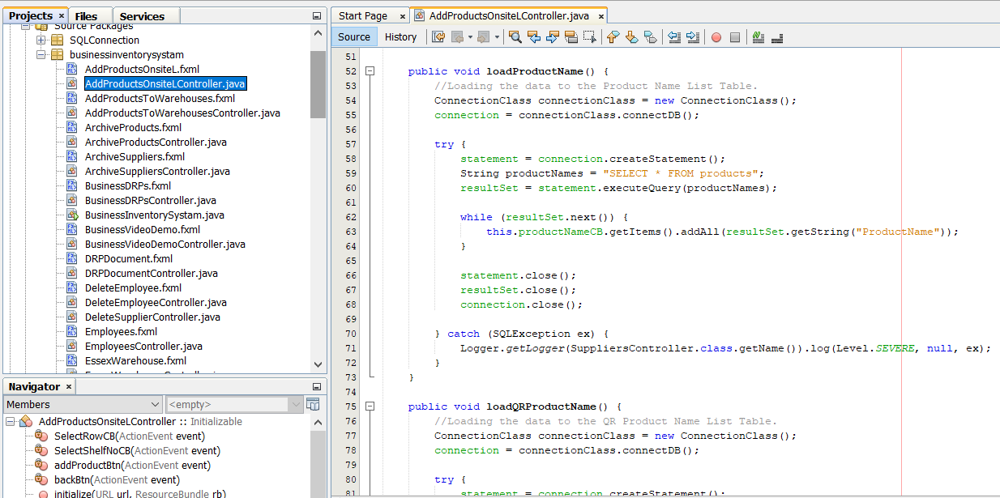 Projects × Files Services
Source Packages
SQLConnection
businessinventorysystam
AddProductsOnsiteL.fxml
AddProductsOnsiteLController.java
AddProductsToWarehouses.fxml
AddProductsToWarehousesController.java
ArchiveProducts.fxml
ArchiveProductsController.java
ArchiveSuppliers.fxml
ArchiveSuppliersController.java
BusinessDRPs.fxml
BusinessDRPsController.java
BusinessInventorySystam.java
BusinessVideoDemo.fxml
BusinessVideoDemoController.java
DRPDocument.fxml
DRPDocumentController.java
DeleteEmployee.fxml
DeleteEmployeeController.java
DeleteSupplierController.java
Employees.fxml
EmployeesController.java
EssexWarehouse.fxml
Navigator ×
Members <empty>
AddProductsOnsiteLController :: Initializable
SelectRowCB(ActionEvent event)
SelectShelfNoCB(ActionEvent event)
addProductBtn(ActionEvent event)
backBtn(ActionEvent event)
initialize(URL url, ResourceBundle rb)
Start Page × AddProductsOnsiteLController.java ×
Source History
51
52 public void loadProductName() {
53 //Loading the data to the Product Name List Table.
54 ConnectionClass connectionClass = new ConnectionClass();
55 connection = connectionClass.connectDB();
56
57 try {
58 statement = connection.createStatement();
59 String productNames = "SELECT * FROM products";
60 resultSet = statement.executeQuery(productNames);
61
62 while (resultSet.next()) {
63 this.productNameCB.getItems().addAll(resultSet.getString("ProductName"));
64 }
65
66 statement.close();
67 resultSet.close();
68 connection.close();
69
70 } catch (SQLException ex) {
71 Logger.getLogger(SuppliersController.class.getName()).log(Level.SEVERE, null, ex);
72 }
73 }
74
75 public void loadQRProductName() {
76 //Loading the data to the QR Product Name List Table.
77 ConnectionClass connectionClass = new ConnectionClass();
78 connection = connectionClass.connectDB();
79
80 try {
81 statement = connection.createStatement();